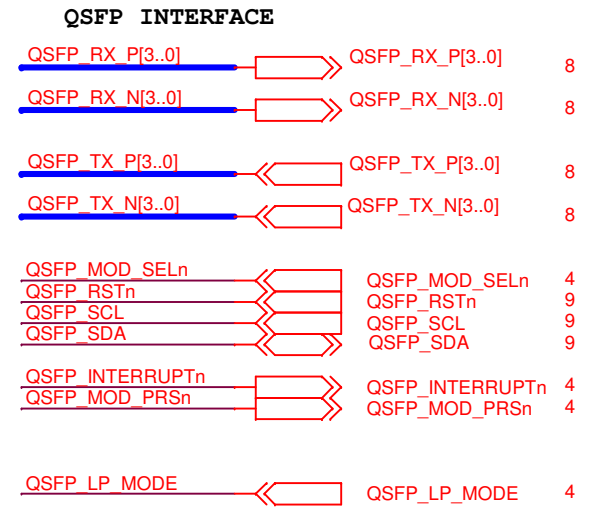 QSFP INTERFACE
QSFP_RX_P[3..0] QSFP_RX_P[3..0] 8
QSFP_RX_N[3..0] QSFP_RX_N[3..0] 8
QSFP_TX_P[3..0] QSFP_TX_P[3..0] 8
QSFP_TX_N[3..0] QSFP_TX_N[3..0] 8
QSFP_MOD_SELn QSFP_MOD_SELn 4
QSFP_RSTn QSFP_RSTn 9
QSFP_SCL QSFP_SCL 9
QSFP_SDA QSFP_SDA 9
QSFP_INTERRUPTn QSFP_INTERRUPTn 4
QSFP_MOD_PRSn QSFP_MOD_PRSn 4
QSFP_LP_MODE QSFP_LP_MODE 4